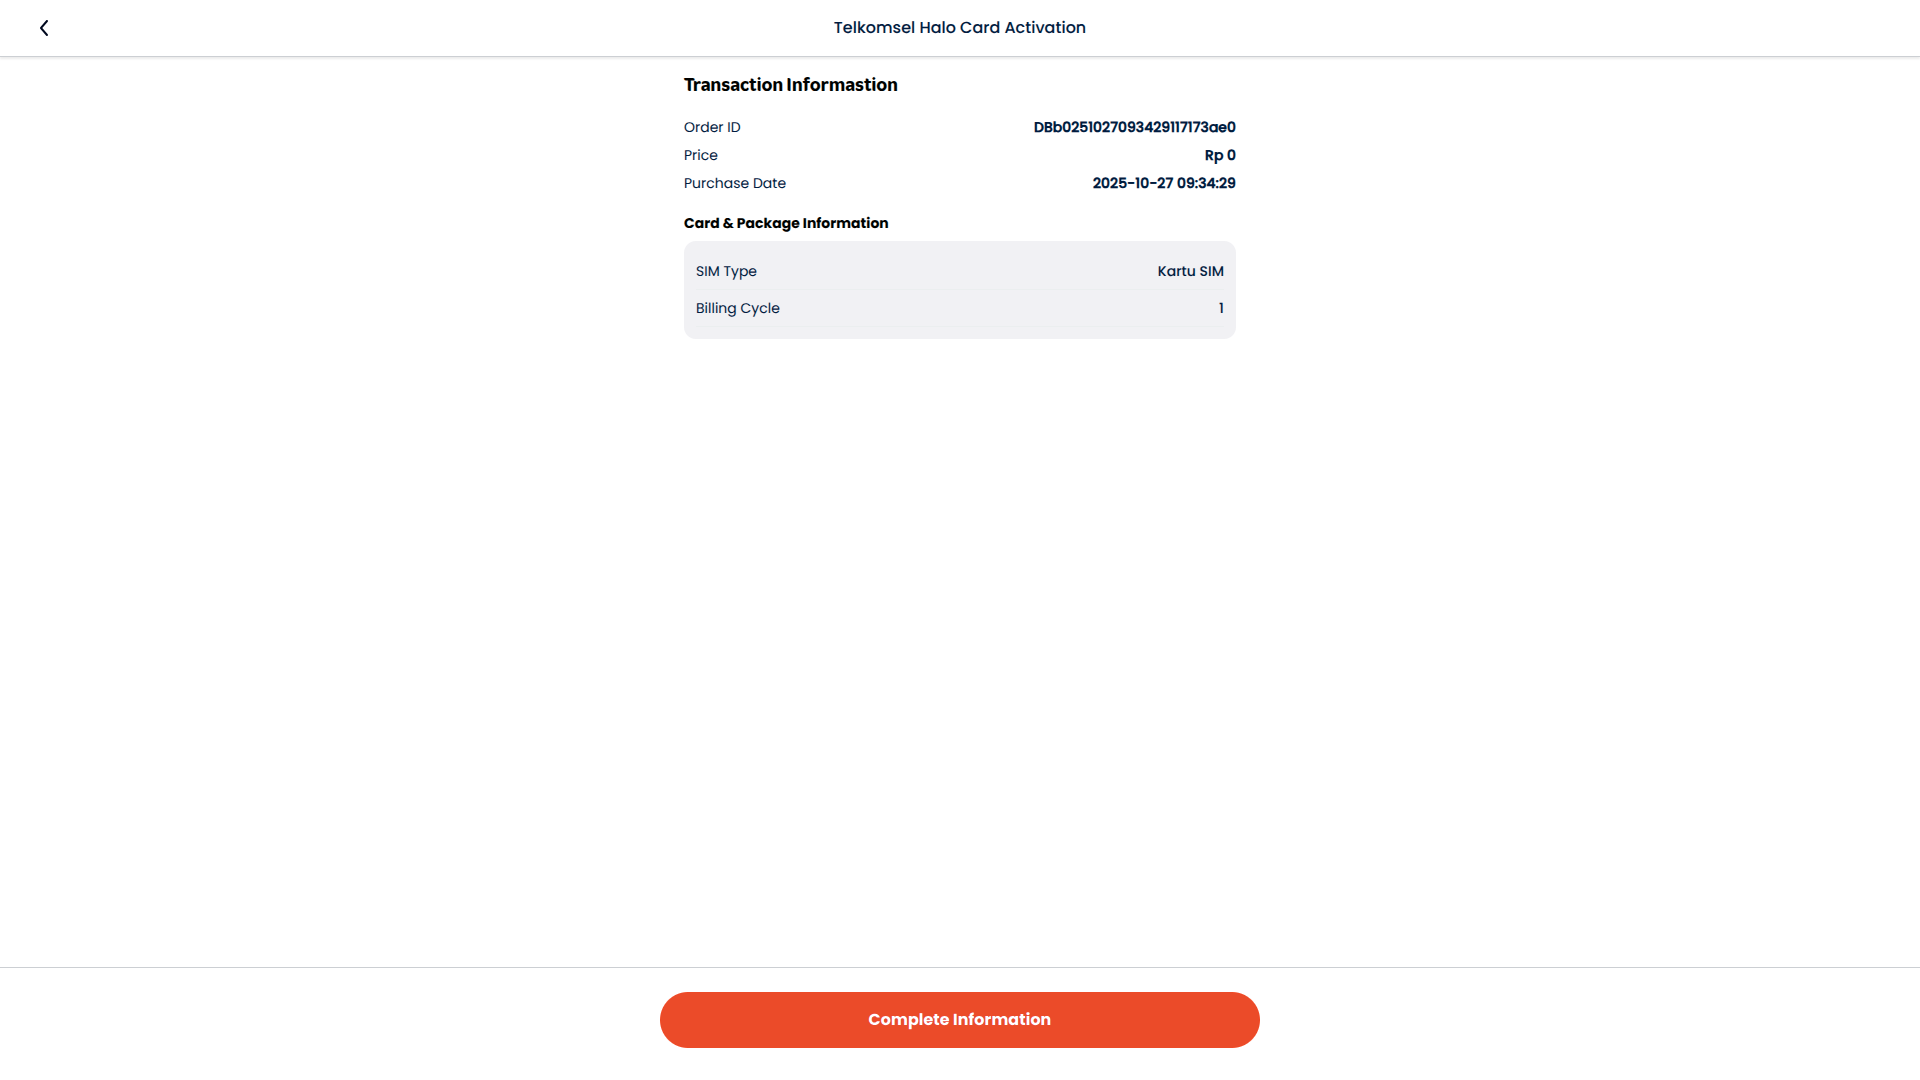 Telkomsel Halo Card Activation
Transaction Informastion
Order ID DBb0251027093429117173ae0
Price Rp 0
Purchase Date 2025-10-27 09:34:29
Card & Package Information
SIM Type Kartu SIM
Billing Cycle 1
Complete Information